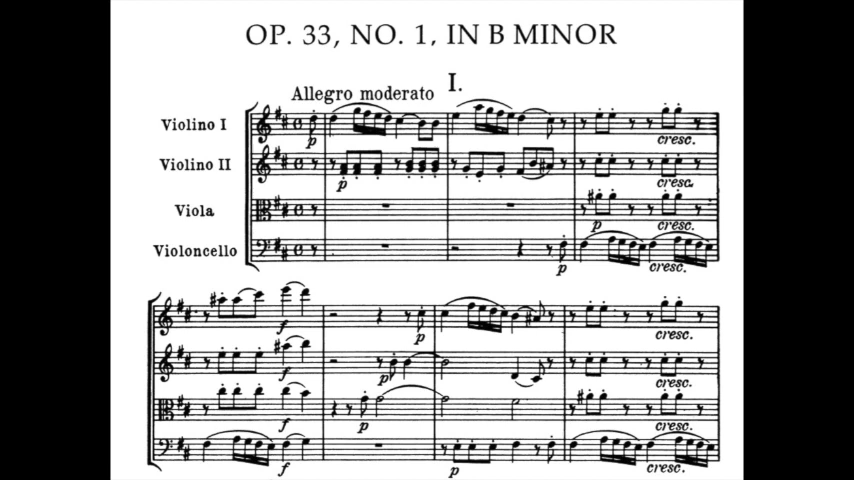 OP. 33, NO. 1, IN B MINOR
I.
Allegro moderato
Violino I
p
cresc.
Violino II
p
cresc.
Viola
p
cresc.
Violoncello
p
cresc.
f
p
cresc.
f
p
cresc.
f
p
cresc.
f
p
cresc.